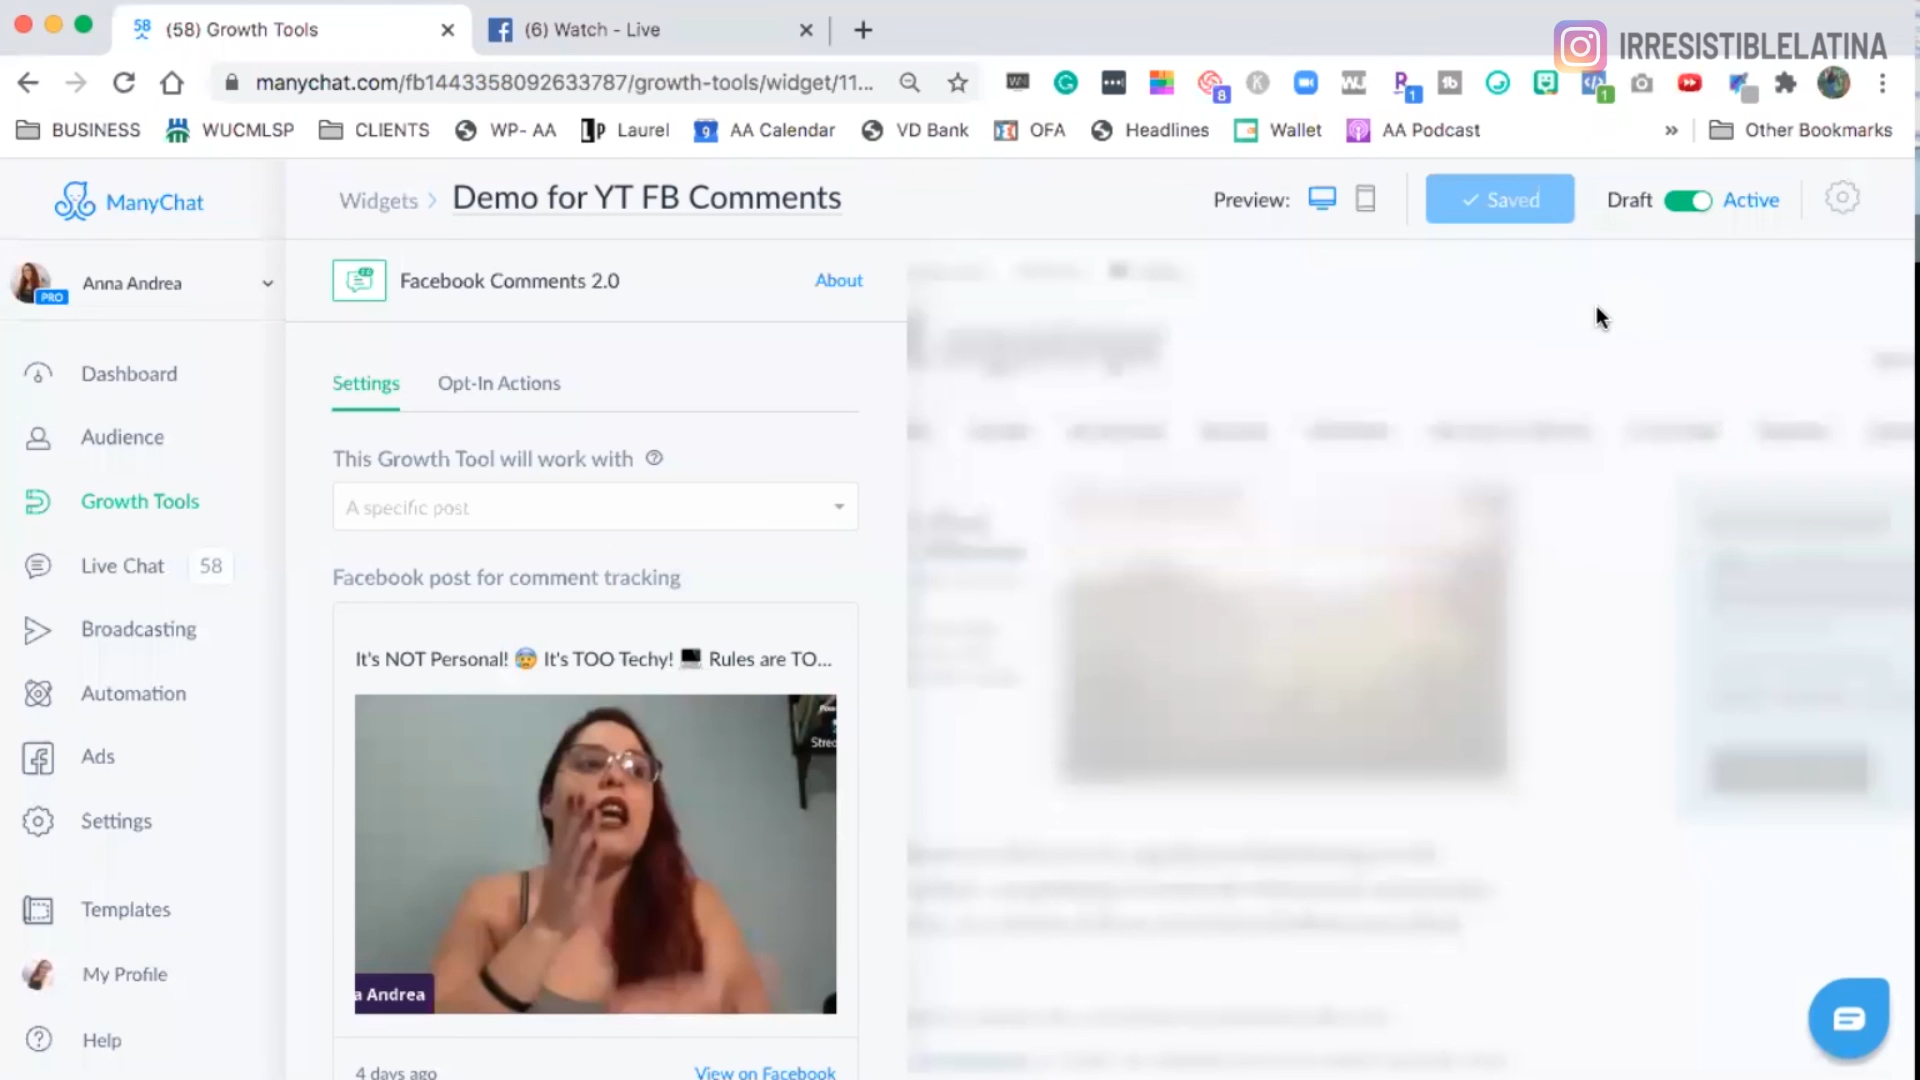 58 (58) Growth Tools
(6) Watch - Live
IRRESISTIBLELATINA
manychat.com/fb1443358092633787/growth-tools/widget/11...
8
1
1
BUSINESS
WUCMLSP
CLIENTS
WP- AA
Laurel
AA Calendar
VD Bank
OFA
Headlines
Wallet
AA Podcast
»
Other Bookmarks
ManyChat
Widgets > Demo for YT FB Comments
Preview:
✓ Saved
Draft
Active
Anna Andrea
PRO
Facebook Comments 2.0
About
Dashboard
Audience
Growth Tools
Live Chat 58
Broadcasting
Automation
Ads
Settings
Templates
My Profile
Help
Settings
Opt-In Actions
This Growth Tool will work with
A specific post
Facebook post for comment tracking
It's NOT Personal! 😰 It's TOO Techy! 💻 Rules are TO...
a Andrea
4 days ago
View on Facebook